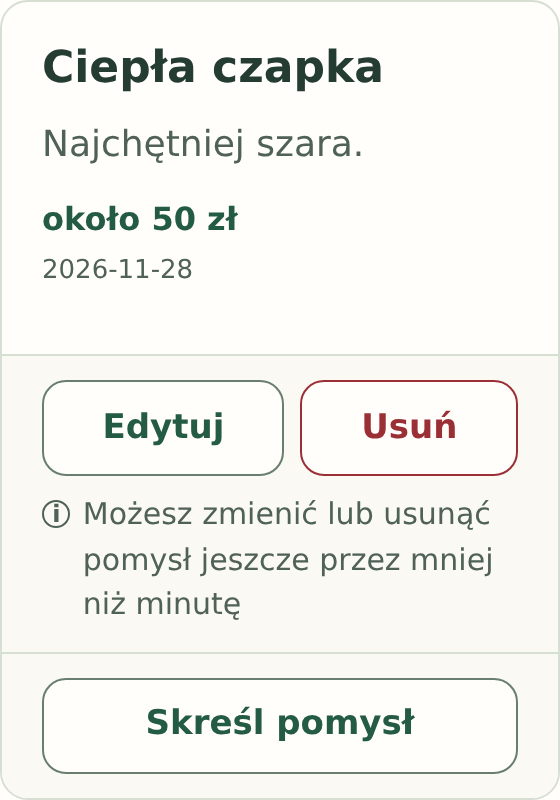 Ciepła czapka
Najchętniej szara.
około 50 zł
2026-11-28
Edytuj
Usuń
Możesz zmienić lub usunąć
pomysł jeszcze przez mniej
niż minutę
Skreśl pomysł